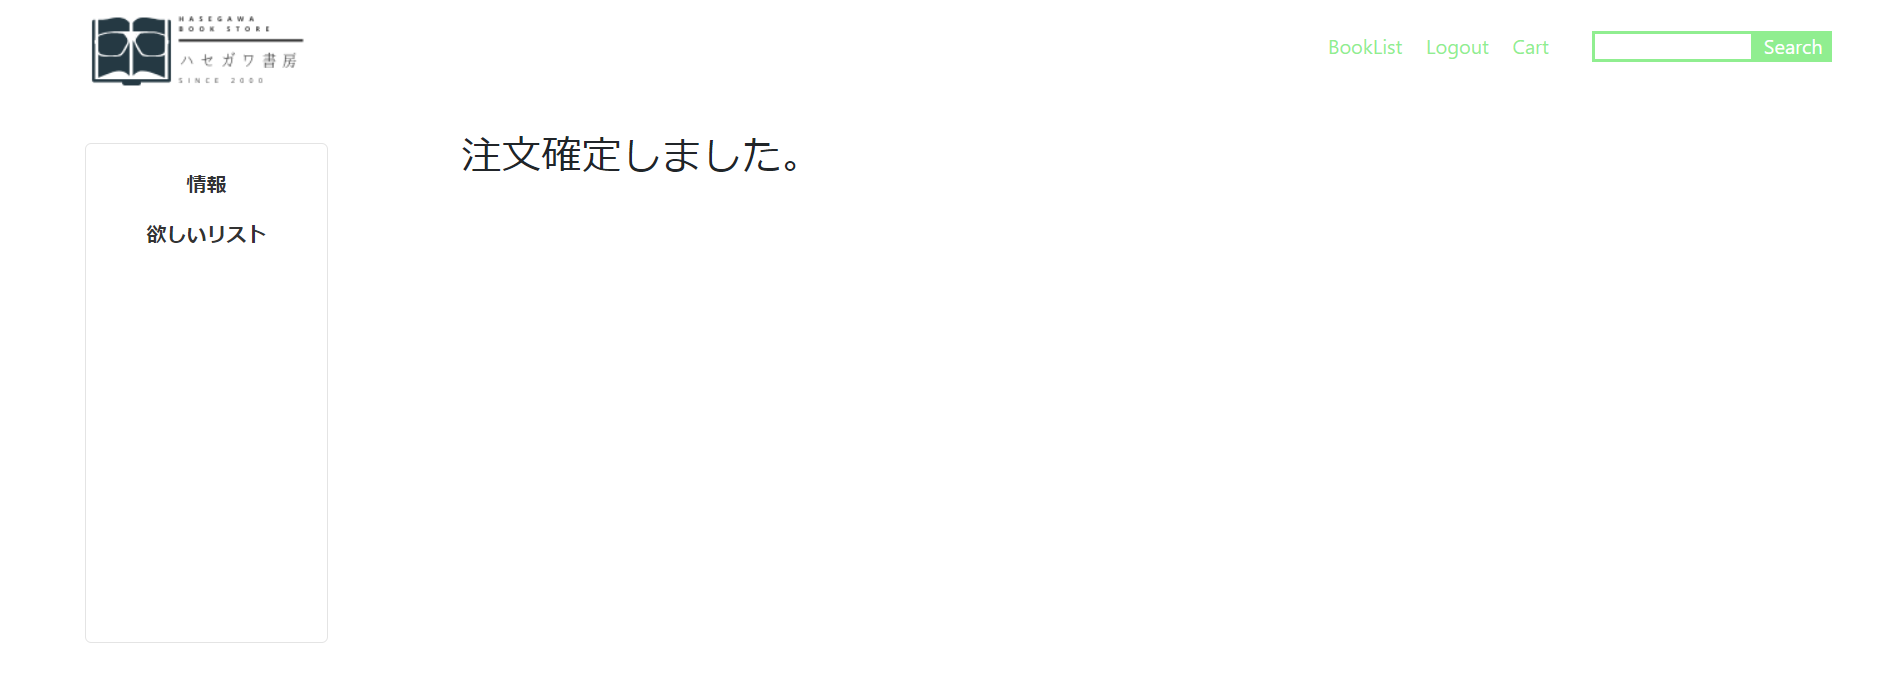 HASEGAWA
BOOK STORE
ハセガワ書房
SINCE 2000
BookList Logout Cart Search
注文確定しました。
情報
欲しいリスト